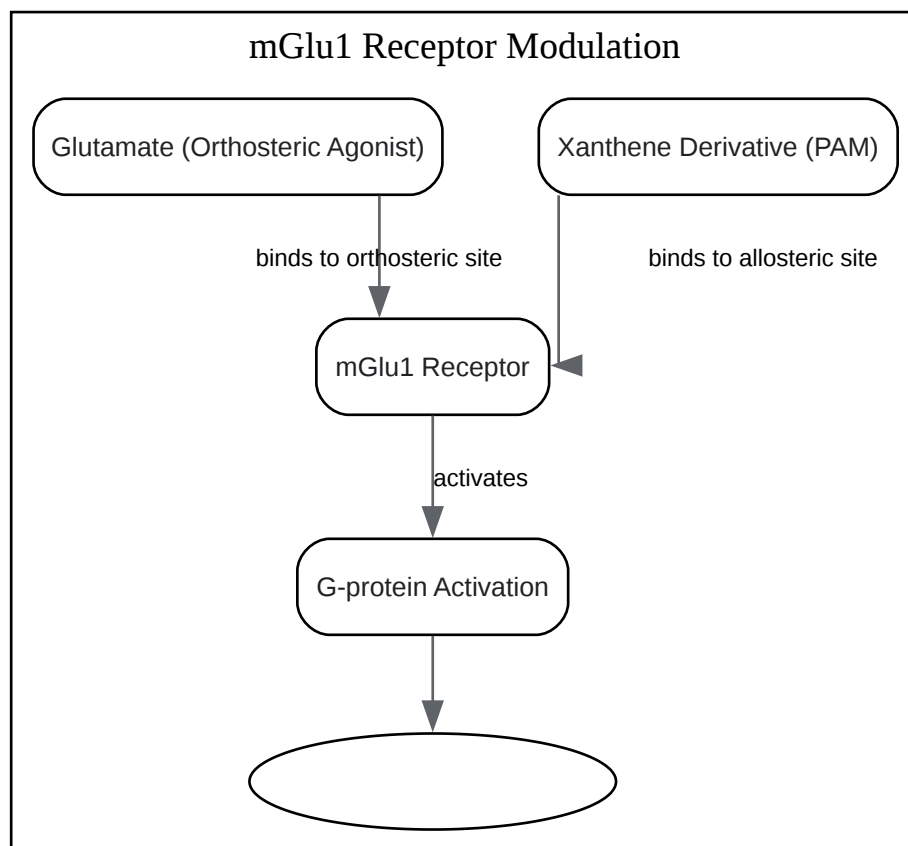 mGlu1 Receptor Modulation
Glutamate (Orthosteric Agonist)
Xanthene Derivative (PAM)
binds to orthosteric site
binds to allosteric site
mGlu1 Receptor
activates
G-protein Activation